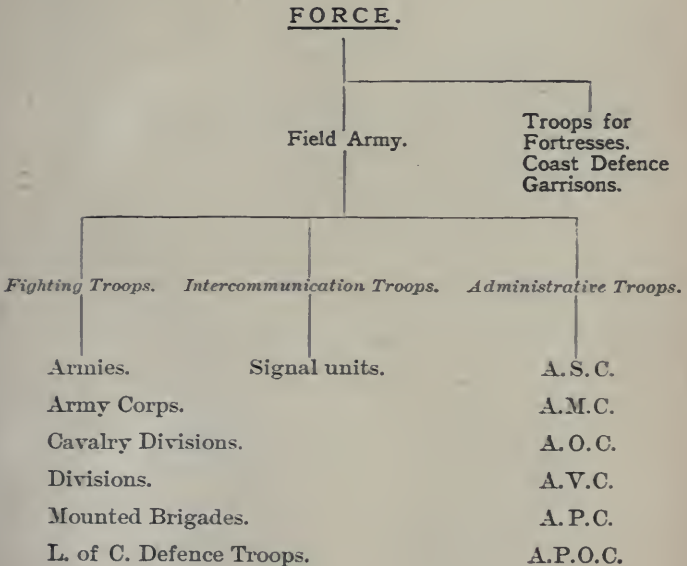 FORCE.
Field Army.
Troops for
Fortresses.
Coast Defence
Garrisons.
Fighting Troops. Intercommunication Troops. Administrative Troops.
Armies. Signal units. A.S.C.
Army Corps. A.M.C.
Cavalry Divisions. A.O.C.
Divisions. A.V.C.
Mounted Brigades. A.P.C.
L. of C. Defence Troops. A.P.O.C.